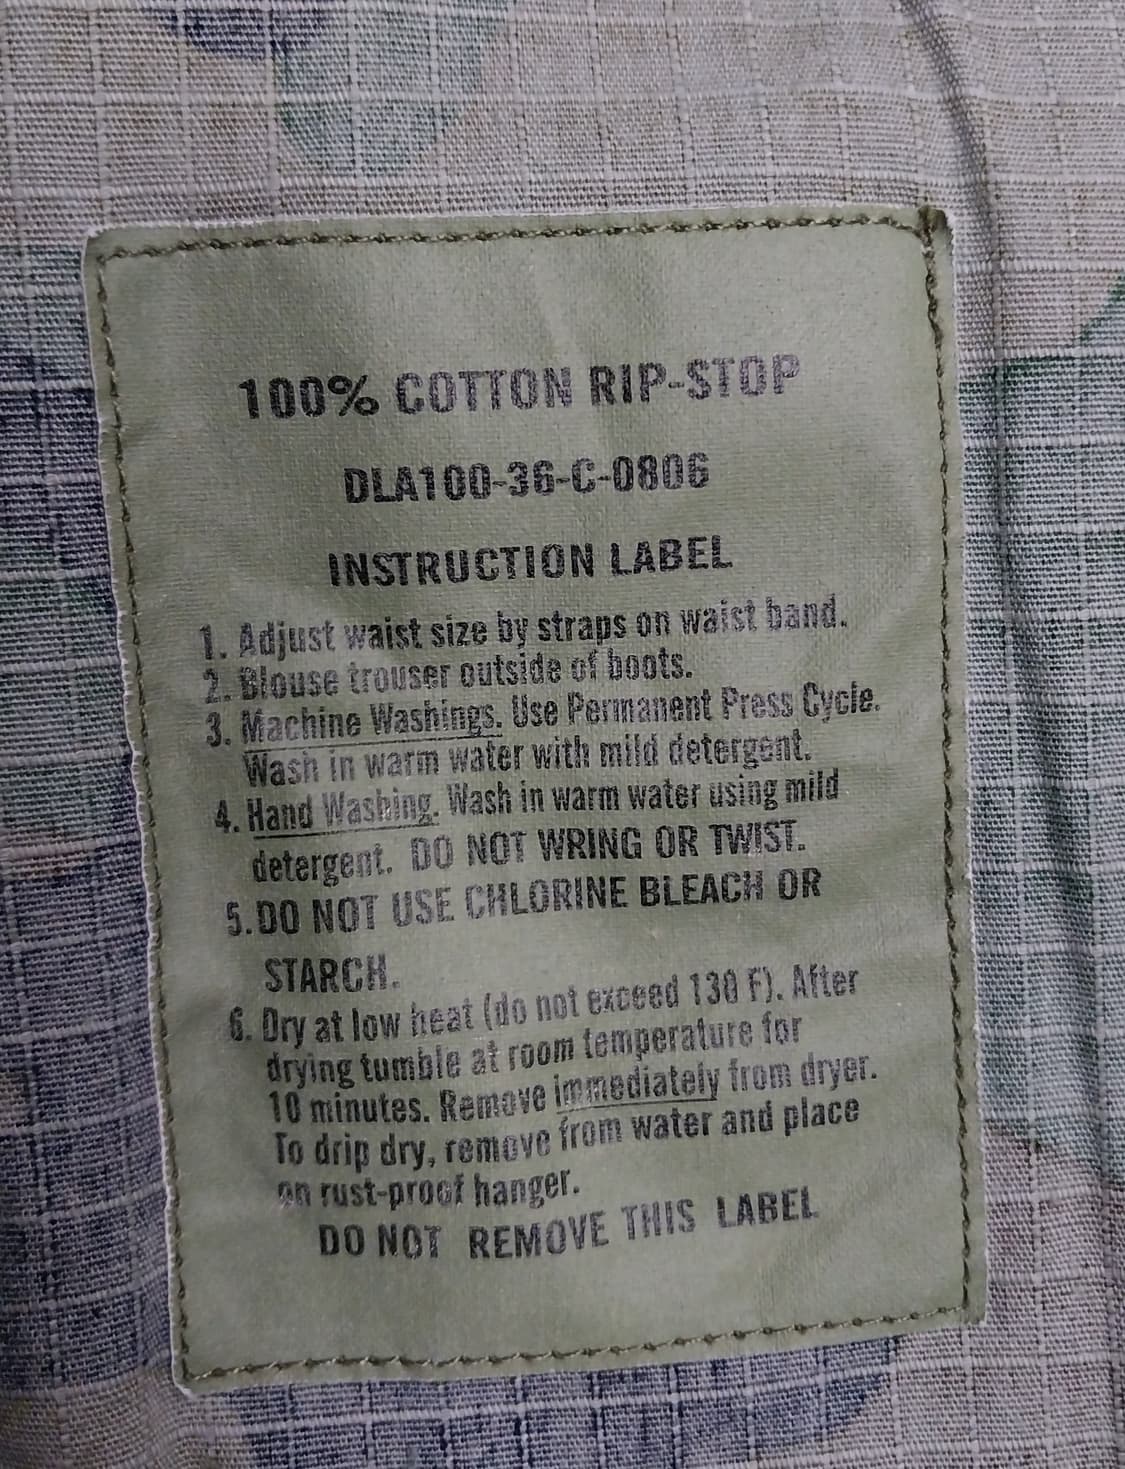 100% COTTON RIP-STOP
DLA100-36-C-0806
INSTRUCTION LABEL
1. Adjust waist size by straps on waist band.
2. Blouse trouser outside of boots.
3. Machine Washings. Use Permanent Press Cycle.
Wash in warm water with mild detergent.
4. Hand Washing. Wash in warm water using mild
detergent. DO NOT WRING OR TWIST.
5. DO NOT USE CHLORINE BLEACH OR
STARCH.
6. Dry at low heat (do not exceed 130 F). After
drying tumble at room temperature for
10 minutes. Remove immediately from dryer.
To drip dry, remove from water and place
on rust-proof hanger.
DO NOT REMOVE THIS LABEL